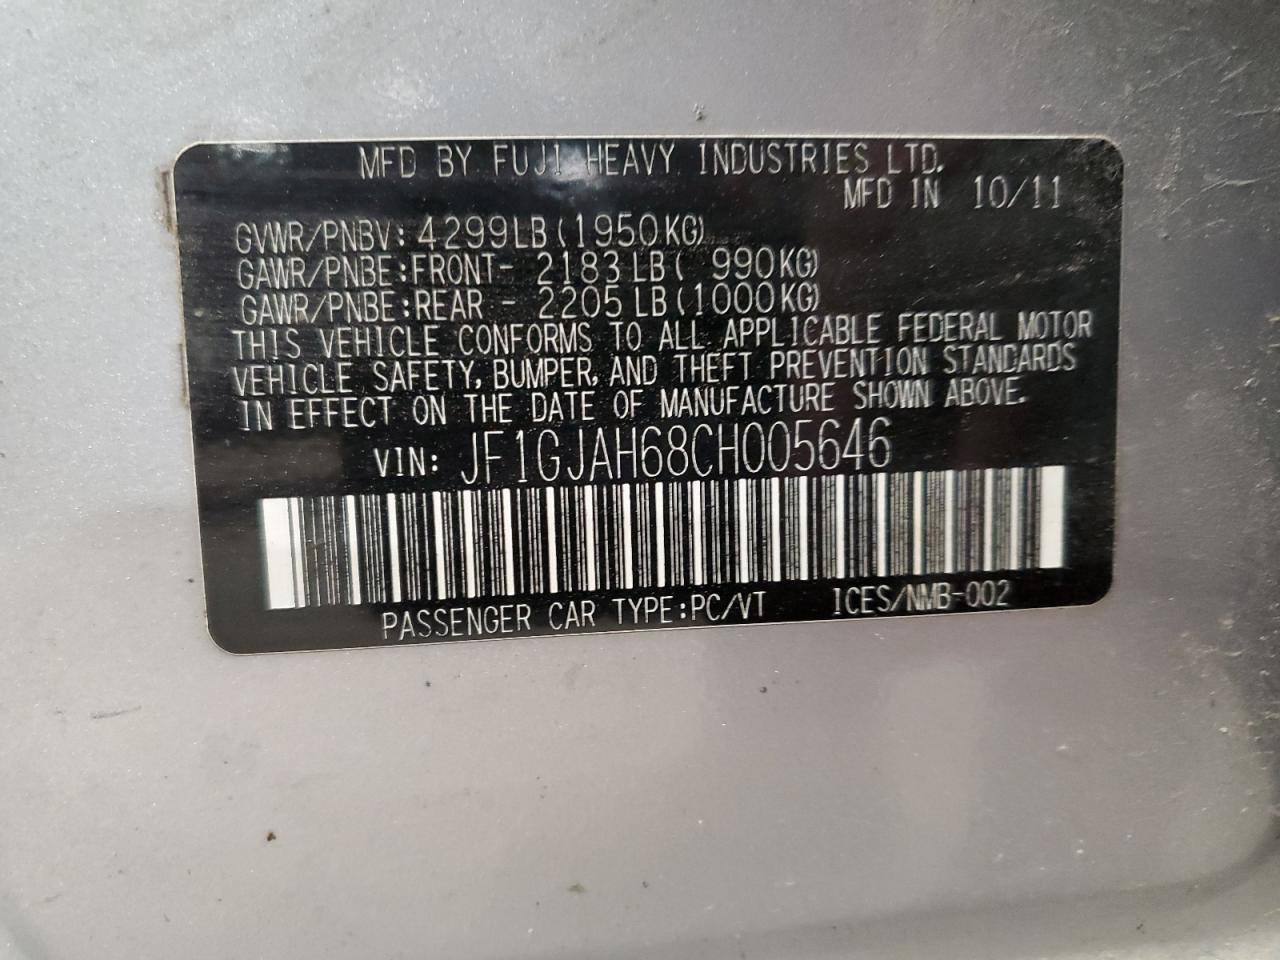 MFD BY FUJI HEAVY INDUSTRIES LTD.
MFD IN 10/11
GVWR/PNBV: 4299LB(1950KG)
GAWR/PNBE:FRONT- 2183LB( 990KG)
GAWR/PNBE:REAR - 2205LB(1000KG)
THIS VEHICLE CONFORMS TO ALL APPLICABLE FEDERAL MOTOR
VEHICLE SAFETY, BUMPER, AND THEFT PREVENTION STANDARDS
IN EFFECT ON THE DATE OF MANUFACTURE SHOWN ABOVE.
VIN: JF1GJAH68CH005646
PASSENGER CAR TYPE:PC/VT ICES/NMB-002